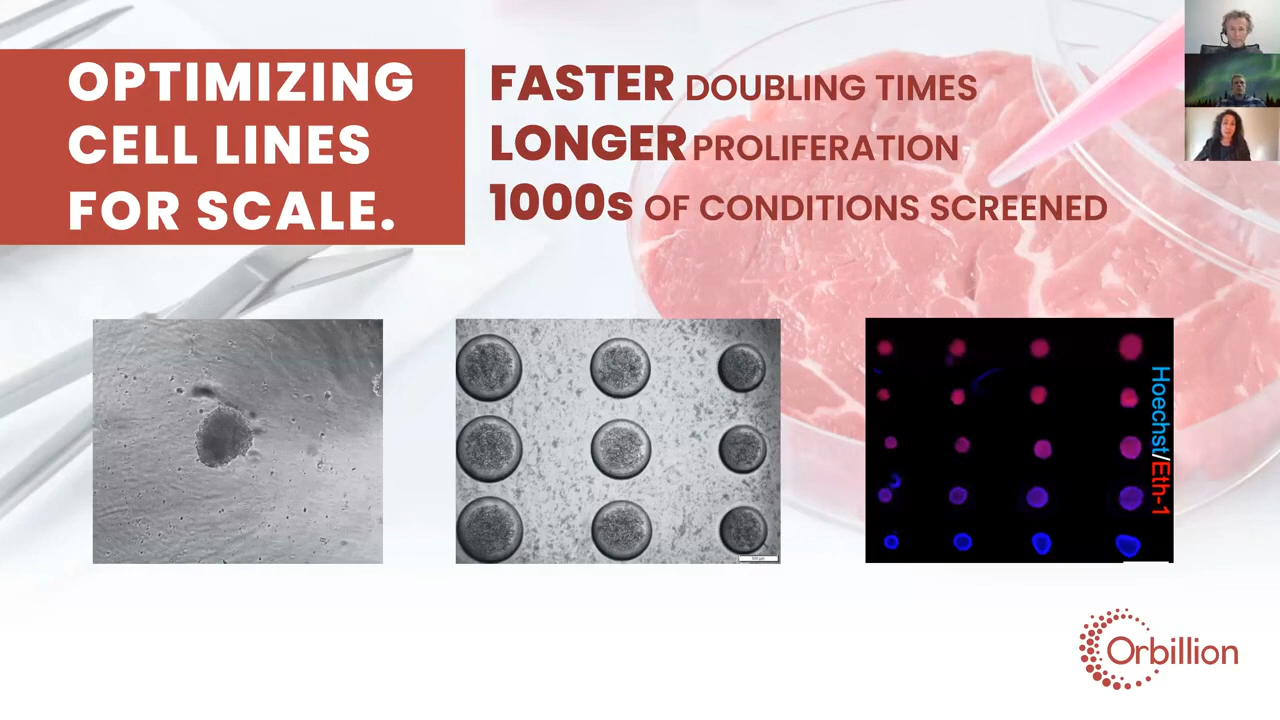 OPTIMIZING
CELL LINES
FOR SCALE.
FASTER DOUBLING TIMES
LONGER PROLIFERATION
1000s OF CONDITIONS SCREENED
Hoechst/Eth-1
Orbillion